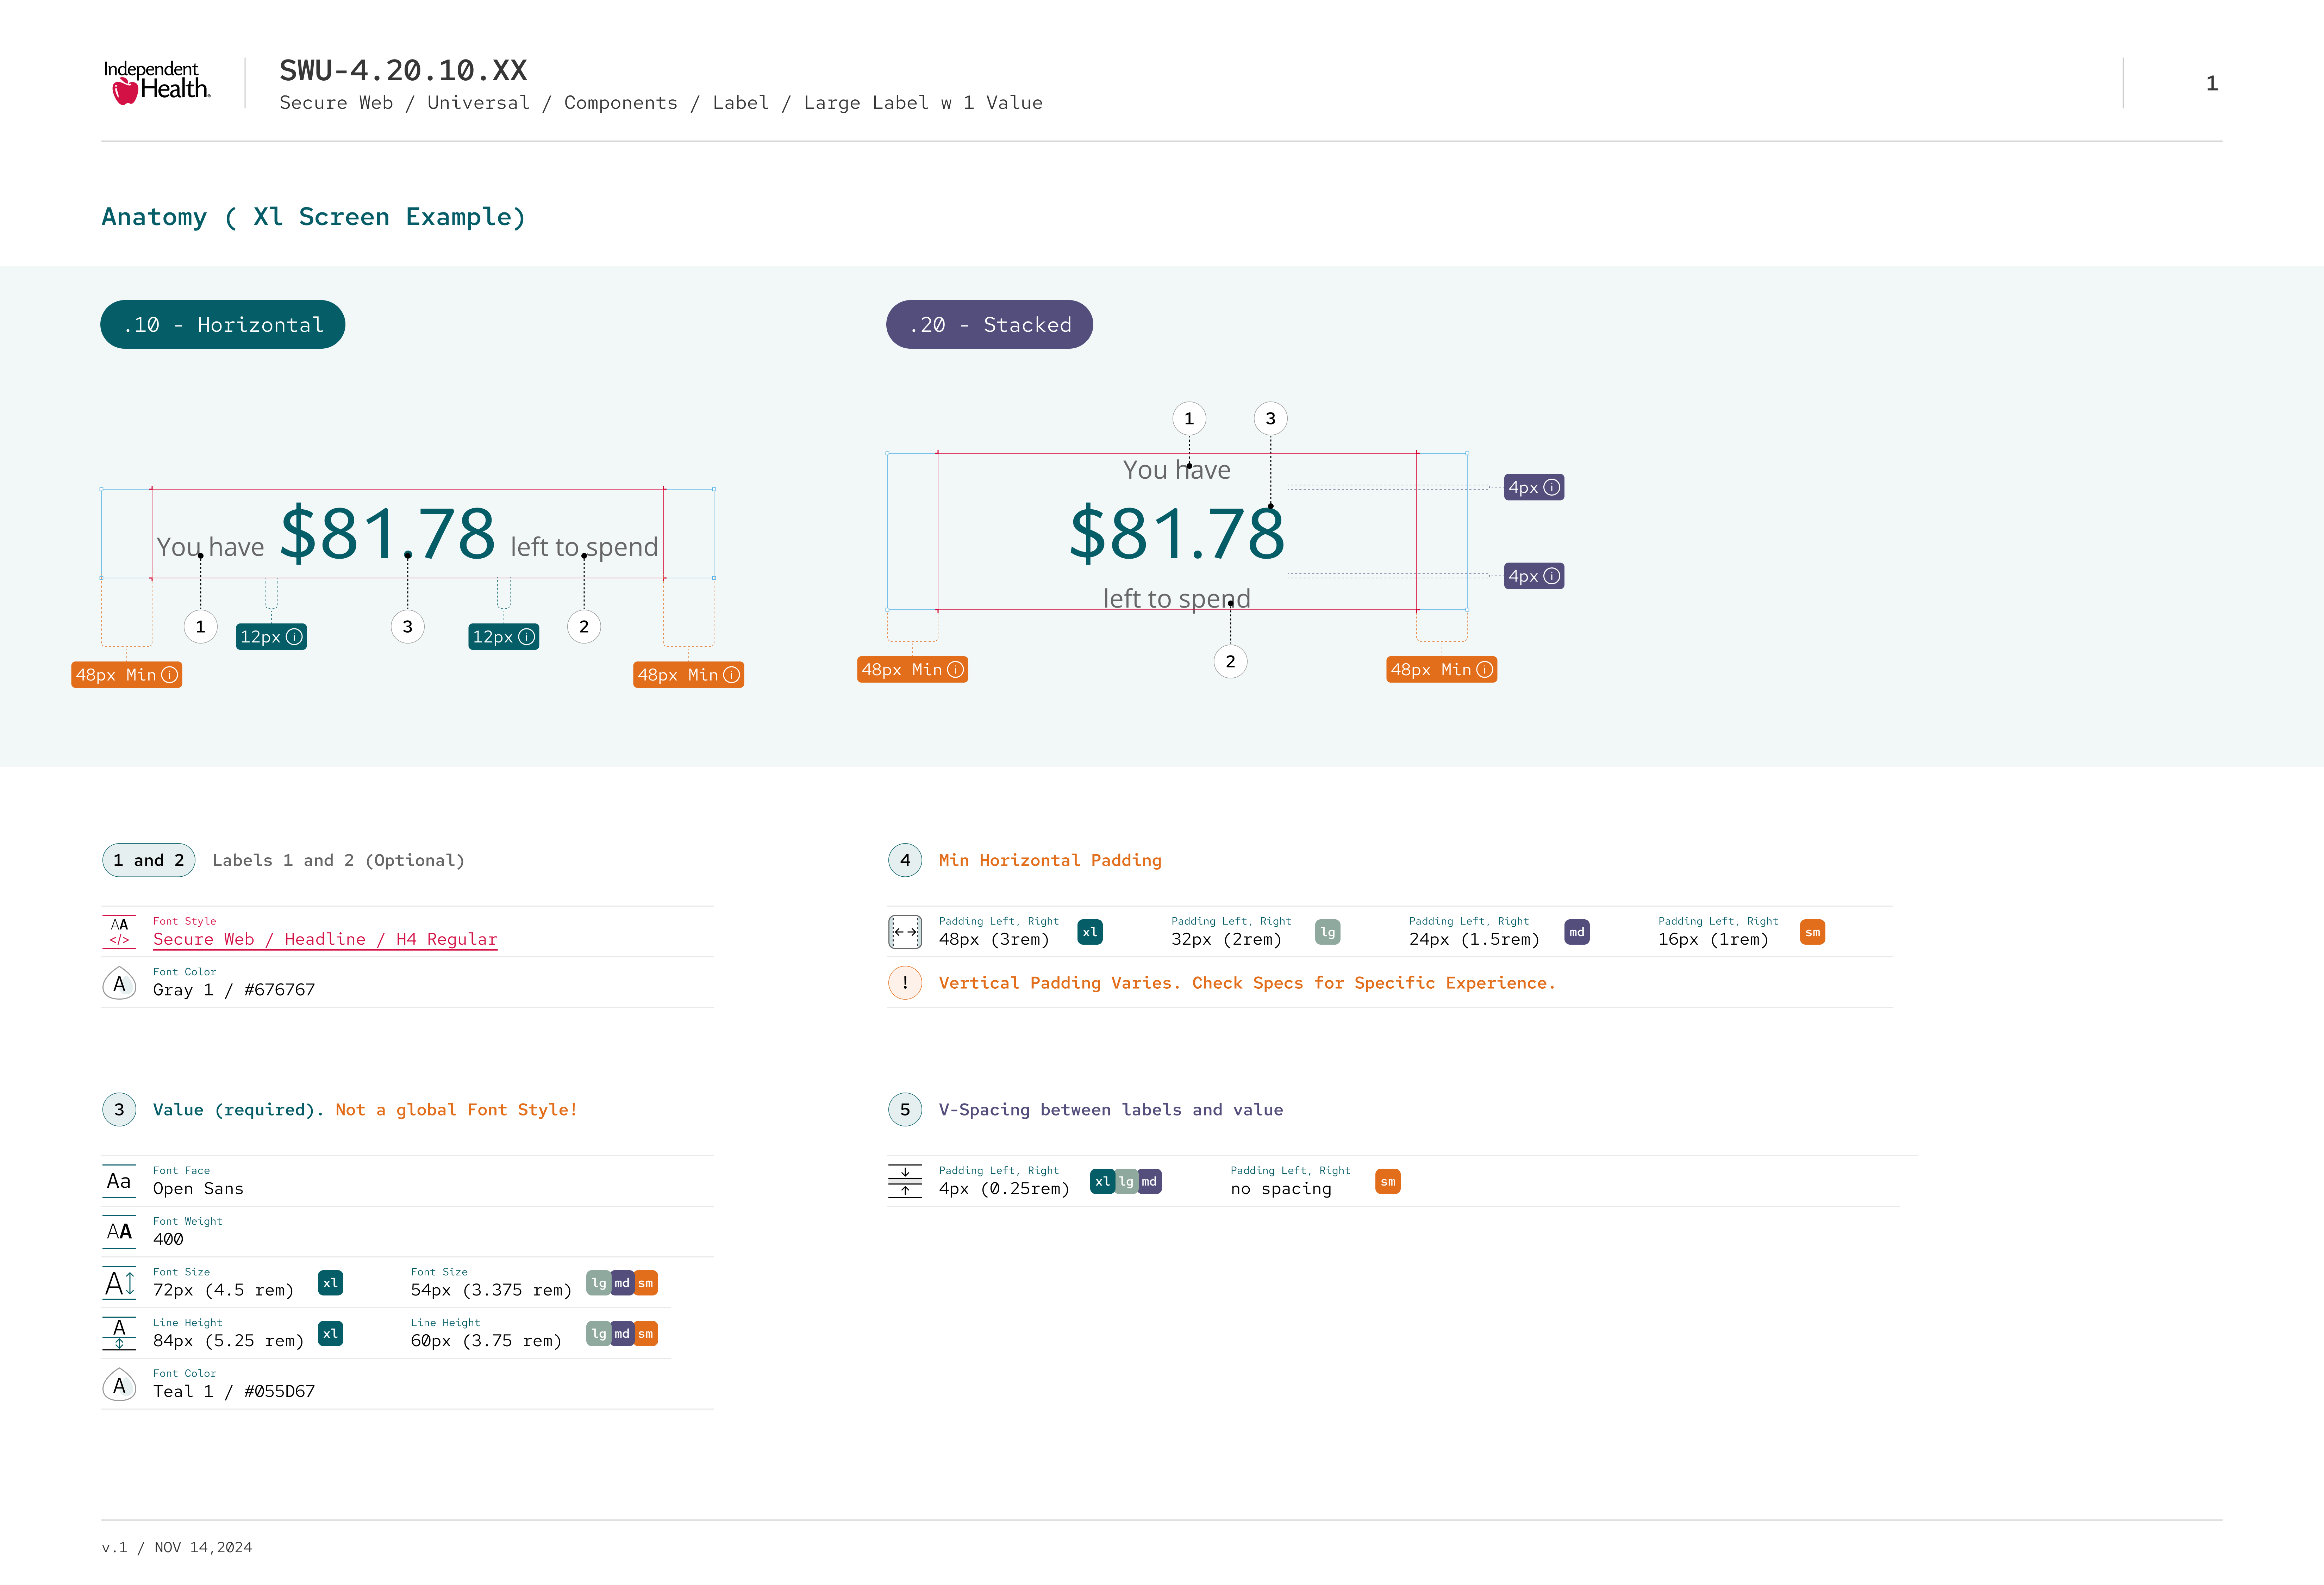 Independent
Health®
SWU-4.20.10.XX
Secure Web / Universal / Components / Label / Large Label w 1 Value
1
Anatomy ( Xl Screen Example)
.10 - Horizontal
You have $81.78 left to spend
1
12px
3
12px
2
48px Min
48px Min
.20 - Stacked
1
3
You have
$81.78
left to spend
4px
4px
48px Min
2
48px Min
1 and 2 Labels 1 and 2 (Optional)
AA
</>
Font Style
Secure Web / Headline / H4 Regular
A
Font Color
Gray 1 / #676767
3 Value (required). Not a global Font Style!
Aa
Font Face
Open Sans
AA
Font Weight
400
A
Font Size
72px (4.5 rem) xl
Font Size
54px (3.375 rem) lg md sm
A
Line Height
84px (5.25 rem) xl
Line Height
60px (3.75 rem) lg md sm
A
Font Color
Teal 1 / #055D67
4 Min Horizontal Padding
Padding Left, Right
48px (3rem) xl
Padding Left, Right
32px (2rem) lg
Padding Left, Right
24px (1.5rem) md
Padding Left, Right
16px (1rem) sm
! Vertical Padding Varies. Check Specs for Specific Experience.
5 V-Spacing between labels and value
Padding Left, Right
4px (0.25rem) xl lg md
Padding Left, Right
no spacing sm
v.1 / NOV 14,2024